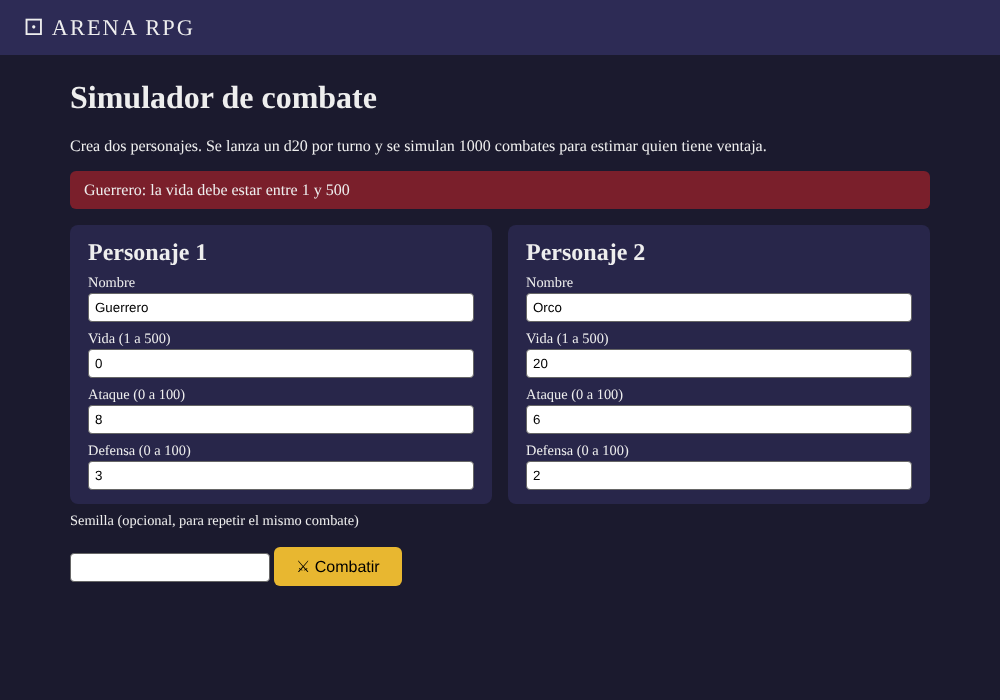 ⚀ ARENA RPG
Simulador de combate
Crea dos personajes. Se lanza un d20 por turno y se simulan 1000 combates para estimar quien tiene ventaja.
Guerrero: la vida debe estar entre 1 y 500
Personaje 1
Nombre
Guerrero
Vida (1 a 500)
0
Ataque (0 a 100)
8
Defensa (0 a 100)
3
Personaje 2
Nombre
Orco
Vida (1 a 500)
20
Ataque (0 a 100)
6
Defensa (0 a 100)
2
Semilla (opcional, para repetir el mismo combate)
⚔ Combatir